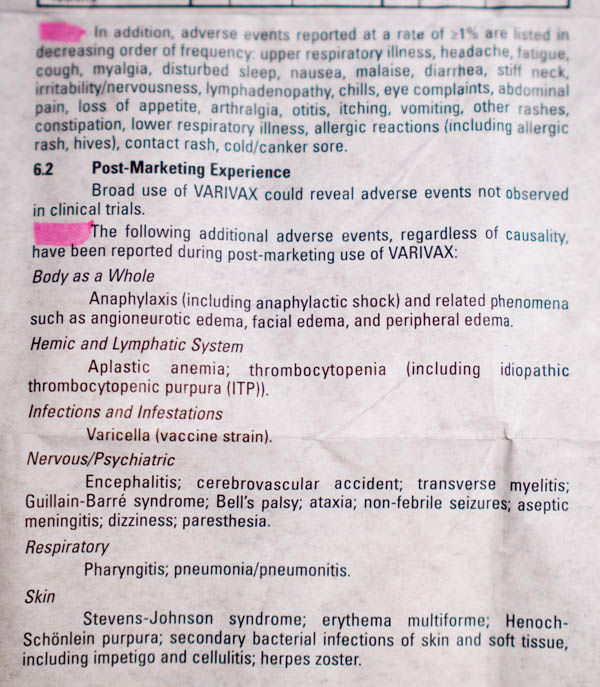 In addition, adverse events reported at a rate of ≥1% are listed in
decreasing order of frequency: upper respiratory illness, headache, fatigue,
cough, myalgia, disturbed sleep, nausea, malaise, diarrhea, stiff neck,
irritability/nervousness, lymphadenopathy, chills, eye complaints, abdominal
pain, loss of appetite, arthralgia, otitis, itching, vomiting, other rashes,
constipation, lower respiratory illness, allergic reactions (including allergic
rash, hives), contact rash, cold/canker sore.
6.2 Post-Marketing Experience
Broad use of VARIVAX could reveal adverse events not observed
in clinical trials.
The following additional adverse events, regardless of causality,
have been reported during post-marketing use of VARIVAX:
Body as a Whole
Anaphylaxis (including anaphylactic shock) and related phenomena
such as angioneurotic edema, facial edema, and peripheral edema.
Hemic and Lymphatic System
Aplastic anemia; thrombocytopenia (including idiopathic
thrombocytopenic purpura (ITP)).
Infections and Infestations
Varicella (vaccine strain).
Nervous/Psychiatric
Encephalitis; cerebrovascular accident; transverse myelitis;
Guillain-Barré syndrome; Bell's palsy; ataxia; non-febrile seizures; aseptic
meningitis; dizziness; paresthesia.
Respiratory
Pharyngitis; pneumonia/pneumonitis.
Skin
Stevens-Johnson syndrome; erythema multiforme; Henoch-
Schönlein purpura; secondary bacterial infections of skin and soft tissue,
including impetigo and cellulitis; herpes zoster.